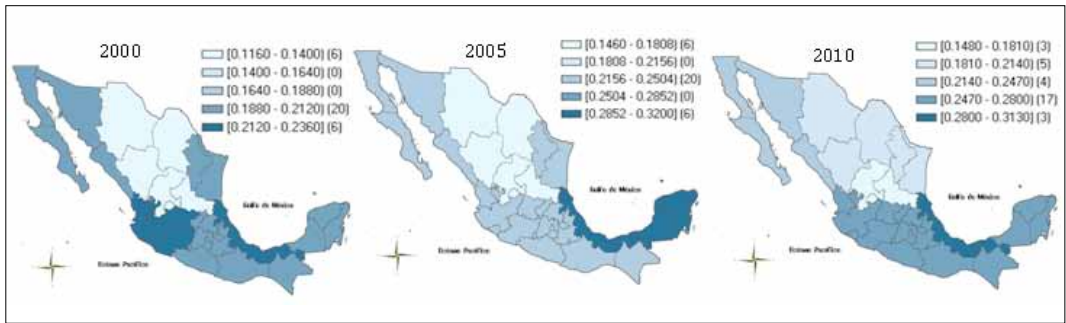 2000
[0.1160 - 0.1400] (6)
[0.1400 - 0.1640] (0)
[0.1640 - 0.1880] (0)
[0.1880 - 0.2120] (20)
[0.2120 - 0.2360] (6)
Golfo de México
Océano Pacífico
2005
[0.1460 - 0.1808] (6)
[0.1808 - 0.2156] (0)
[0.2156 - 0.2504] (20)
[0.2504 - 0.2852] (0)
[0.2852 - 0.3200] (6)
Golfo de México
Océano Pacífico
2010
[0.1480 - 0.1810] (3)
[0.1810 - 0.2140] (5)
[0.2140 - 0.2470] (4)
[0.2470 - 0.2800] (17)
[0.2800 - 0.3130] (3)
Golfo de México
Océano Pacífico